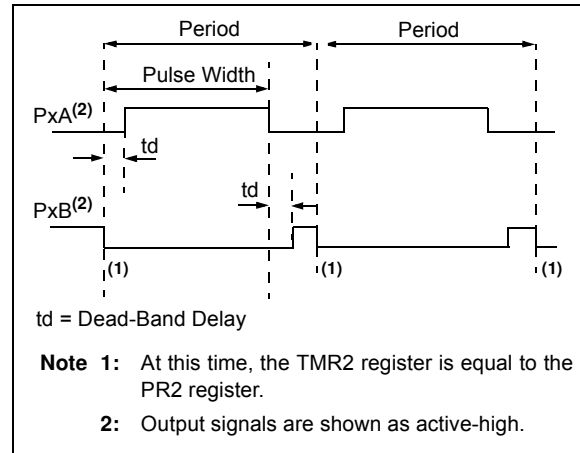 Period Period
Pulse Width
PxA(2)
td
td
PxB(2)
(1) (1) (1)
td = Dead-Band Delay
Note 1: At this time, the TMR2 register is equal to the
PR2 register.
2: Output signals are shown as active-high.